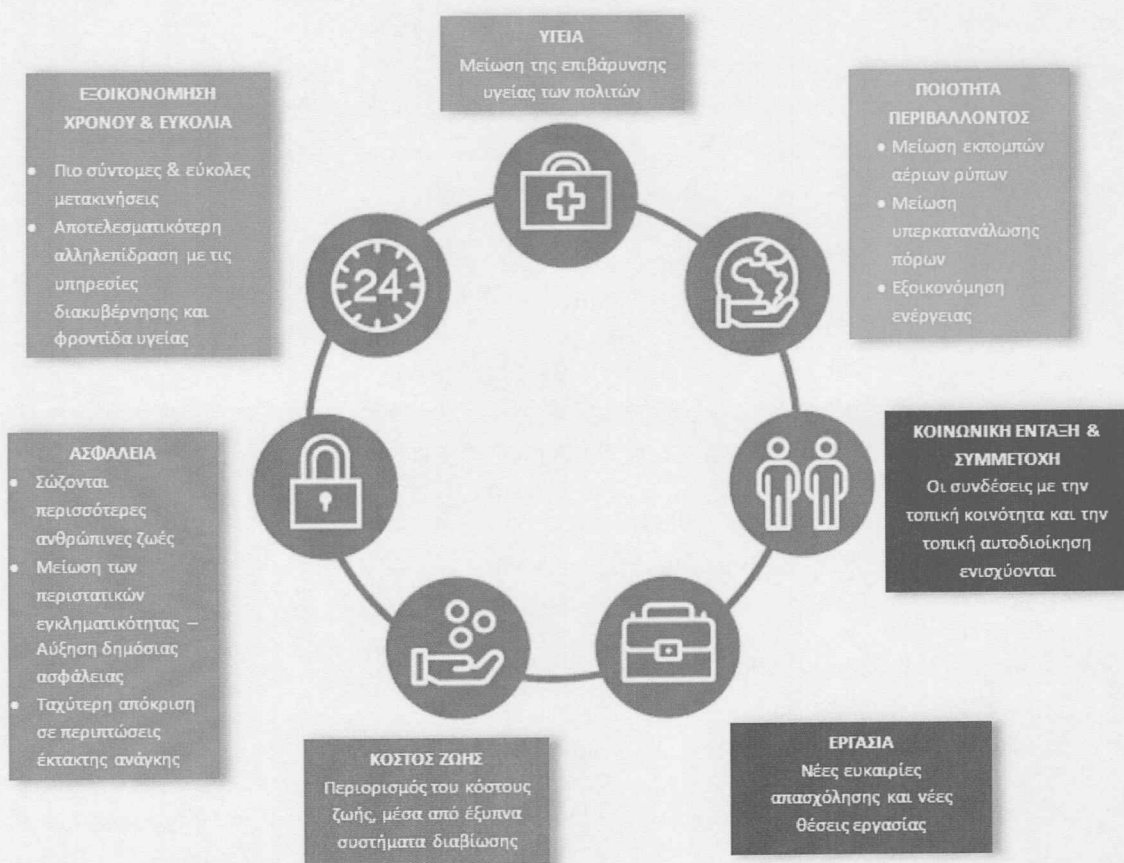 ΥΓΕΙΑ
Μείωση της επιβάρυνσης
υγείας των πολιτών
ΠΟΙΟΤΗΤΑ
ΠΕΡΙΒΑΛΛΟΝΤΟΣ
• Μείωση εκπομπών
αέριων ρύπων
• Μείωση
υπερκατανάλωσης
πόρων
• Εξοικονόμηση
ενέργειας
ΚΟΙΝΩΝΙΚΗ ΕΝΤΑΞΗ &
ΣΥΜΜΕΤΟΧΗ
Οι συνδέσεις με την
τοπική κοινότητα και την
τοπική αυτοδιοίκηση
ενισχύονται
ΕΡΓΑΣΙΑ
Νέες ευκαιρίες
απασχόλησης και νέες
θέσεις εργασίας
ΚΟΣΤΟΣ ΖΩΗΣ
Περιορισμός του κόστους
ζωής, μέσα από έξυπνα
συστήματα διαβίωσης
ΑΣΦΑΛΕΙΑ
• Σώζονται
περισσότερες
ανθρώπινες ζωές
• Μείωση των
περιστατικών
εγκληματικότητας –
Αύξηση δημόσιας
ασφάλειας
• Ταχύτερη απόκριση
σε περιπτώσεις
έκτακτης ανάγκης
ΕΞΟΙΚΟΝΟΜΗΣΗ
ΧΡΟΝΟΥ & ΕΥΚΟΛΙΑ
• Πιο σύντομες & εύκολες
μετακινήσεις
• Αποτελεσματικότερη
αλληλεπίδραση με τις
υπηρεσίες
διακυβέρνησης και
φροντίδα υγείας
24